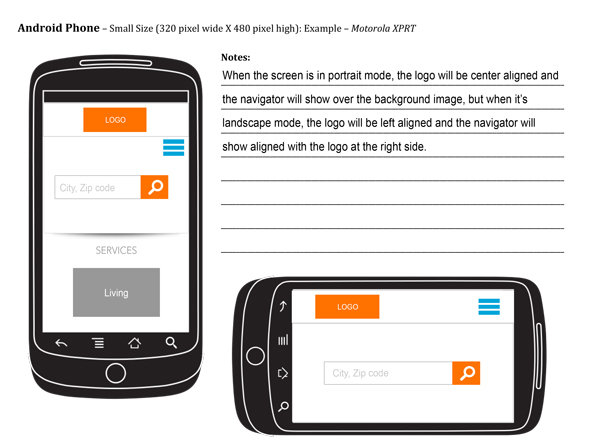 Android Phone – Small Size (320 pixel wide X 480 pixel high): Example – Motorola XPRT
Notes:
When the screen is in portrait mode, the logo will be center aligned and
the navigator will show over the background image, but when it's
landscape mode, the logo will be left aligned and the navigator will
show aligned with the logo at the right side.
LOGO
City, Zip code
SERVICES
Living
LOGO
City, Zip code